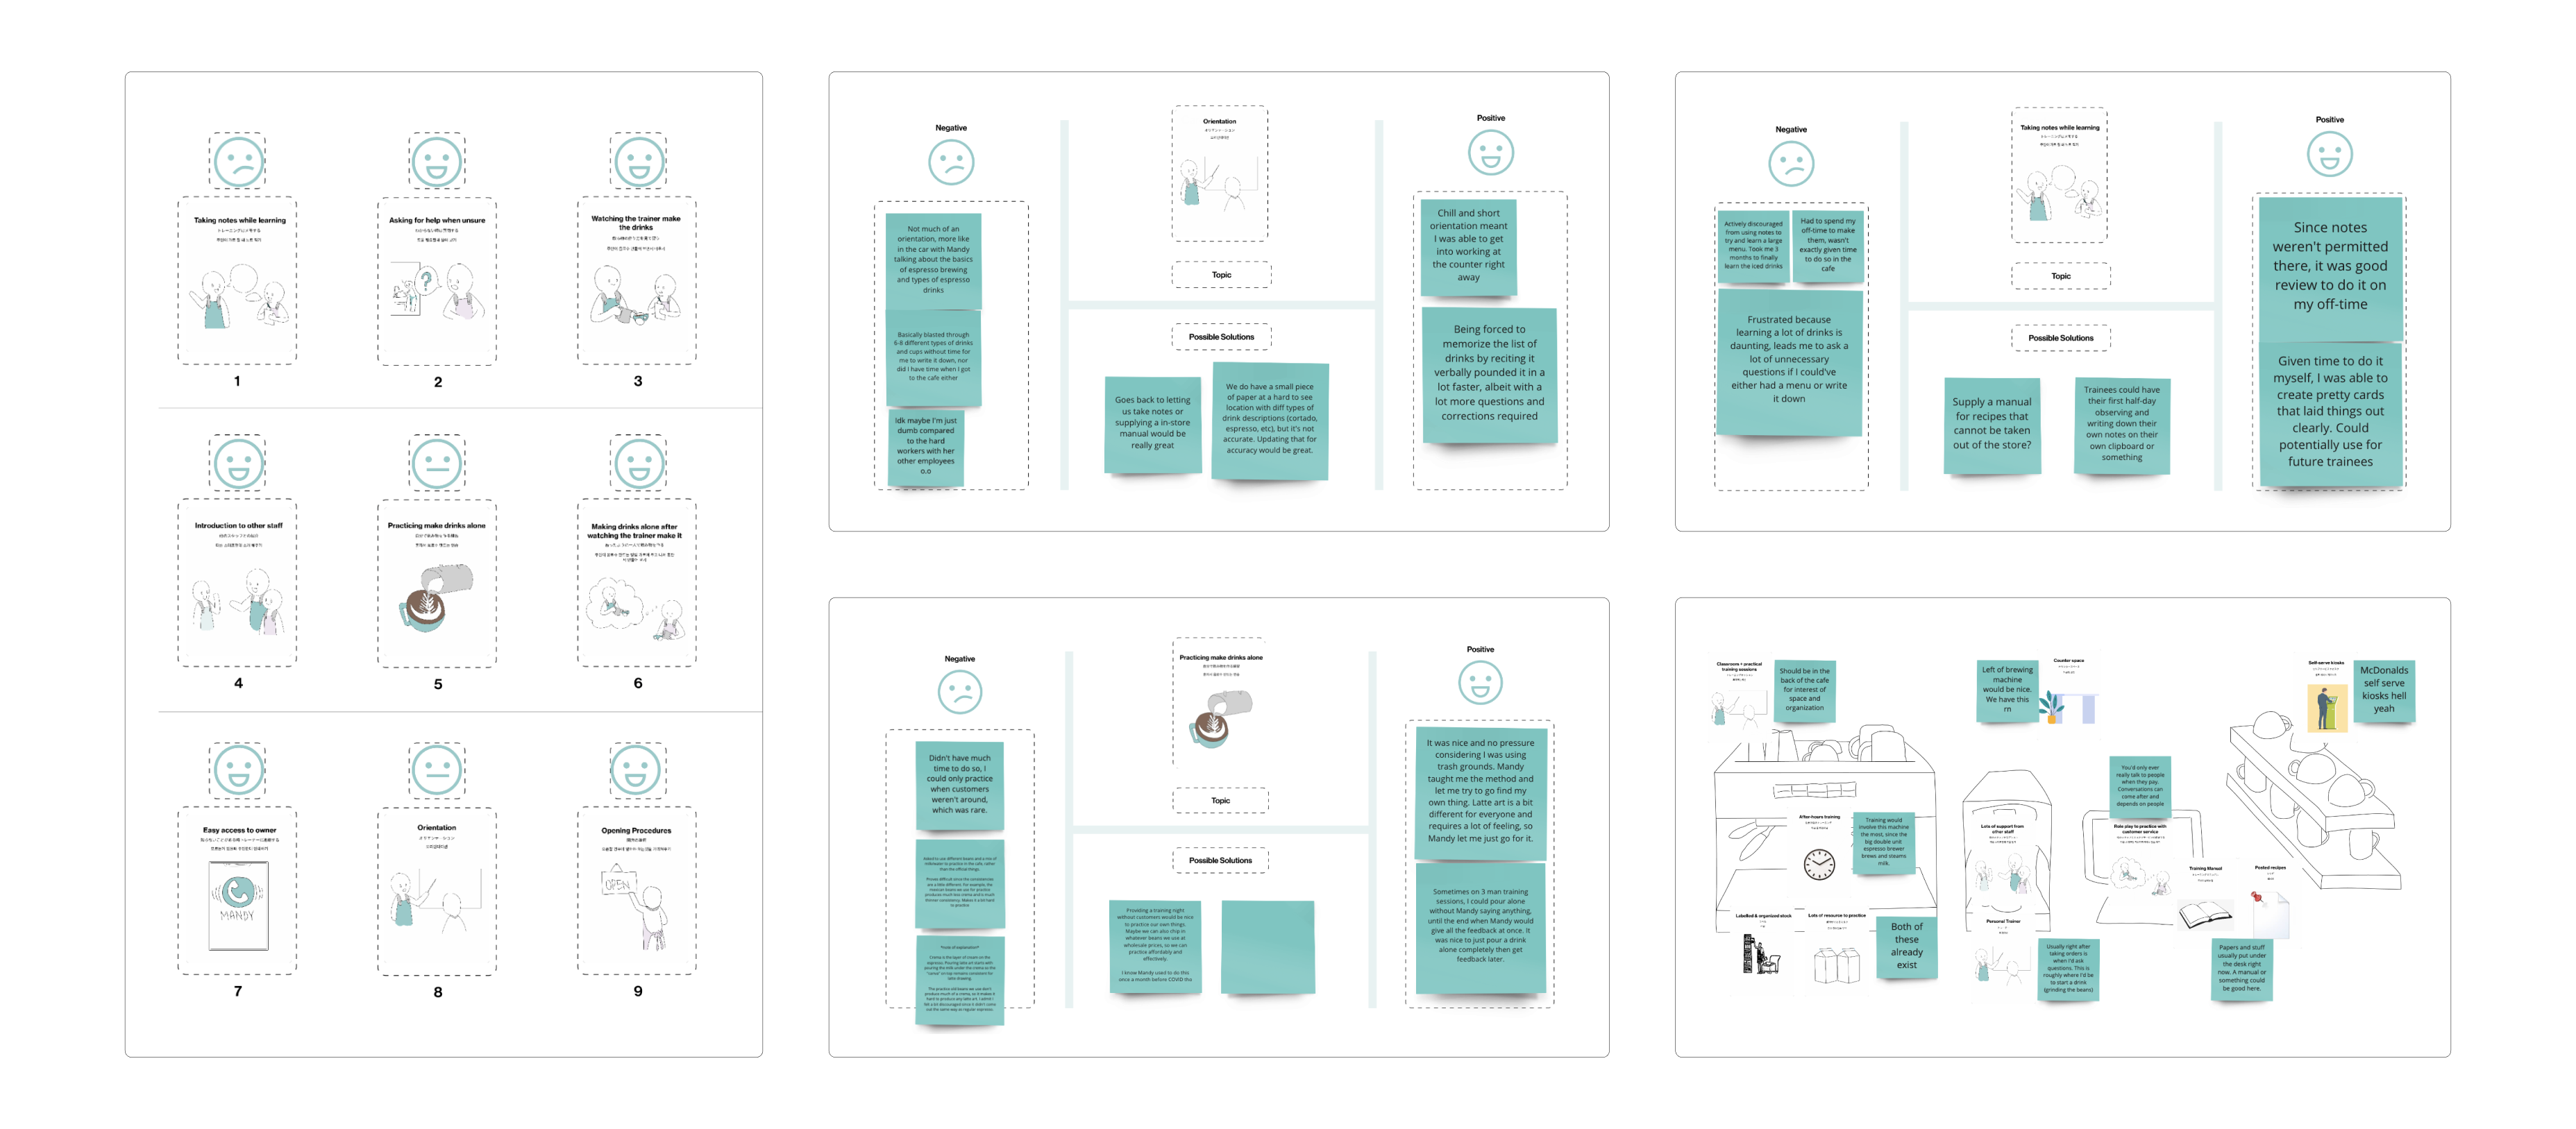 Taking notes while learning
Asking for help when unsure
Watching the trainer make
the drinks
1
2
3
Introduction to other staff
Practicing make drinks alone
Making drinks alone after
watching the trainer make it
4
5
6
Easy access to owner
MANDY
Orientation
Opening Procedures
OPEN
7
8
9
Negative
Not much of an
orientation, more like
in the car with Mandy
talking about the basics
of espresso brewing
and types of espresso
drinks
Basically blasted through
6-8 different types of drinks
and cups without time for
me to write it down, nor
did I have time when I got
to the cafe either
Idk maybe I'm just
dumb compared
to the hard
workers with her
other employees
o.o
Orientation
Topic
Possible Solutions
Goes back to letting
us take notes or
supplying a in-store
manual would be
really great
We do have a small piece
of paper at a hard to see
location with diff types of
drink descriptions (cortado,
espresso, etc), but it's not
accurate. Updating that for
accuracy would be great.
Positive
Chill and short
orientation meant
I was able to get
into working at
the counter right
away
Being forced to
memorize the list of
drinks by reciting it
verbally pounded it in a
lot faster, albeit with a
lot more questions and
corrections required
Negative
Actively discouraged
from using notes to
try and learn a large
menu. Took me 3
months to finally
learn the iced drinks
Had to spend my
off-time to make
them, wasn't
exactly given time
to do so in the
cafe
Frustrated because
learning a lot of drinks is
daunting, leads me to ask a
lot of unnecessary
questions if I could've
either had a menu or write
it down
Taking notes while learning
Topic
Possible Solutions
Supply a manual
for recipes that
cannot be taken
out of the store?
Trainees could have
their first half-day
observing and
writing down their
own notes on their
own clipboard or
something
Positive
Since notes
weren't permitted
there, it was good
review to do it on
my off-time
Given time to do it
myself, I was able to
create pretty cards
that laid things out
clearly. Could
potentially use for
future trainees
Negative
Didn't have much
time to do so, I
could only practice
when customers
weren't around,
which was rare.
Practicing make drinks alone
Topic
Possible Solutions
Providing a training night
without customers would be nice
to practice our own things.
Maybe we can also chip in
whatever beans we use at
wholesale prices, so we can
practice affordably and
effectively.
I know Mandy used to do this
once a month before COVID tho
Positive
It was nice and no pressure
considering I was using
trash grounds. Mandy
taught me the method and
let me try to go find my
own thing. Latte art is a bit
different for everyone and
requires a lot of feeling, so
Mandy let me just go for it.
Sometimes on 3 man training
sessions, I could pour alone
without Mandy saying anything,
until the end when Mandy would
give all the feedback at once. It
was nice to just pour a drink
alone completely then get
feedback later.
Classroom + practical
training sessions
Should be in the
back of the cafe
for interest of
space and
organization
Left of brewing
machine
would be nice.
We have this
rn
Counter space
Self-serve kiosks
McDonalds
self serve
kiosks hell
yeah
After-hours training
Training would
involve this machine
the most, since the
big double unit
espresso brewer
brews and steams
milk.
You'd only ever
really talk to people
when they pay.
Conversations can
come after and
depends on people
Lots of support from
other staff
Role play to practice with
customer service
Training Manual
Posted recipes
Labelled & organized stock
Lots of resource to practice
Both of
these
already
exist
Personal Trainer
Usually right after
taking orders is
when I'd ask
questions. This is
roughly where I'd be
to start a drink
(grinding the beans)
Papers and stuff
usually put under
the desk right
now. A manual or
something could
be good here.